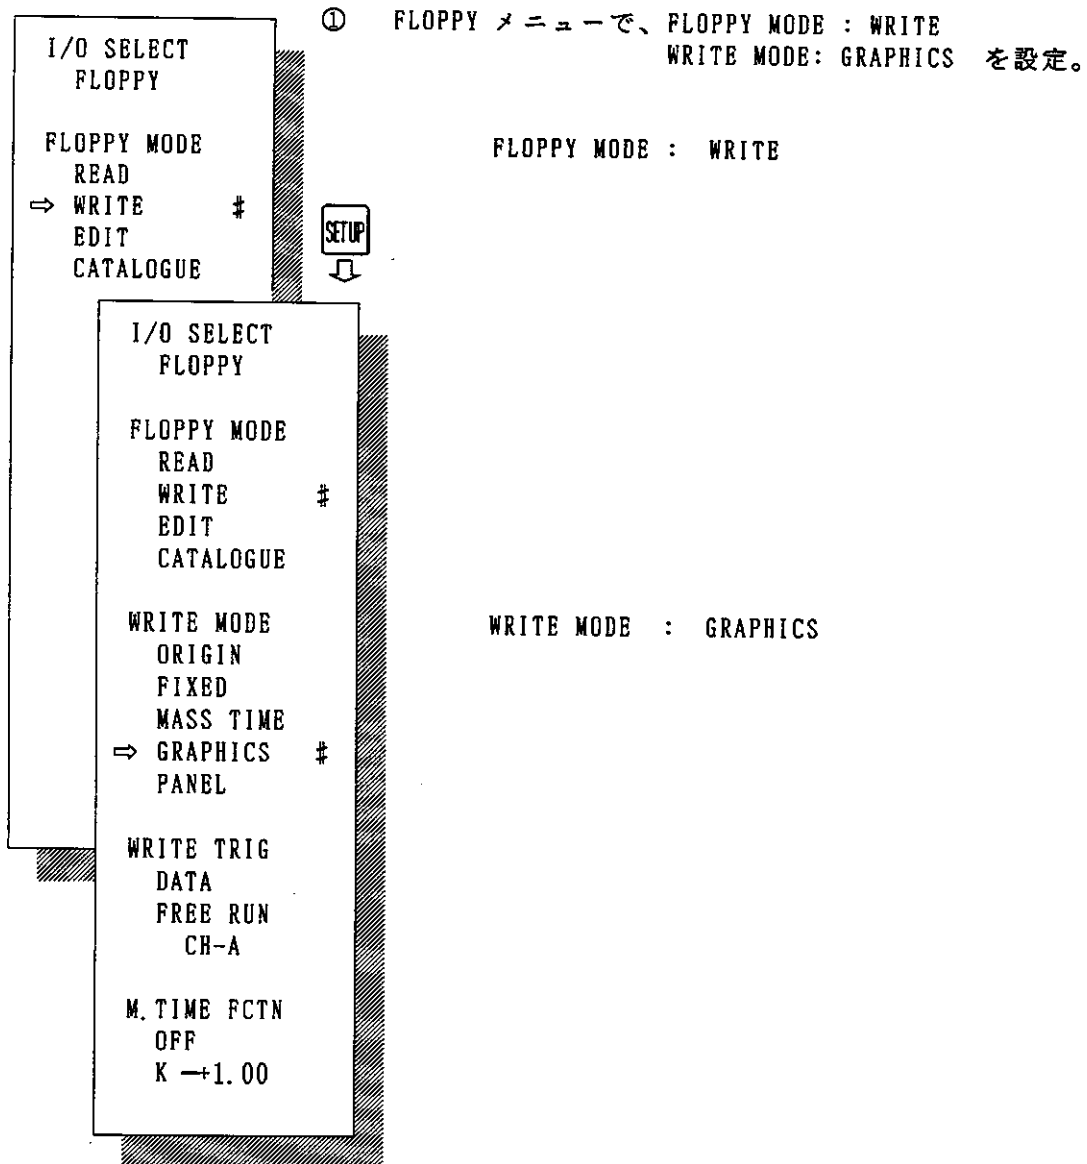 ① FLOPPY メニューで、FLOPPY MODE : WRITE
WRITE MODE: GRAPHICS を設定。
I/O SELECT
FLOPPY
FLOPPY MODE
READ
⇨ WRITE #
EDIT
CATALOGUE
FLOPPY MODE : WRITE
SETUP
I/O SELECT
FLOPPY
FLOPPY MODE
READ
WRITE #
EDIT
CATALOGUE
WRITE MODE
ORIGIN
FIXED
MASS TIME
⇨ GRAPHICS #
PANEL
WRITE MODE : GRAPHICS
WRITE TRIG
DATA
FREE RUN
CH-A
M.TIME FCTN
OFF
K —+1.00